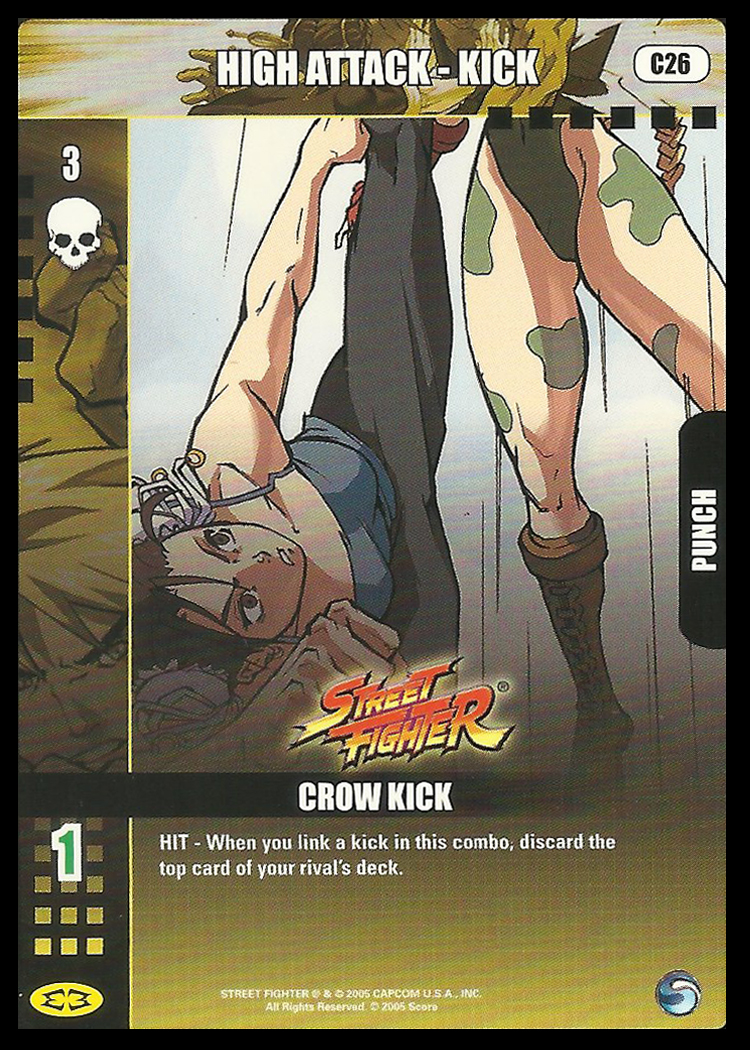 HIGH ATTACK - KICK
C26
3
PUNCH
STREET
FIGHTER®
CROW KICK
1
HIT - When you link a kick in this combo, discard the
top card of your rival's deck.
STREET FIGHTER ® & © 2005 CAPCOM U.S.A., INC.
All Rights Reserved. © 2005 Score